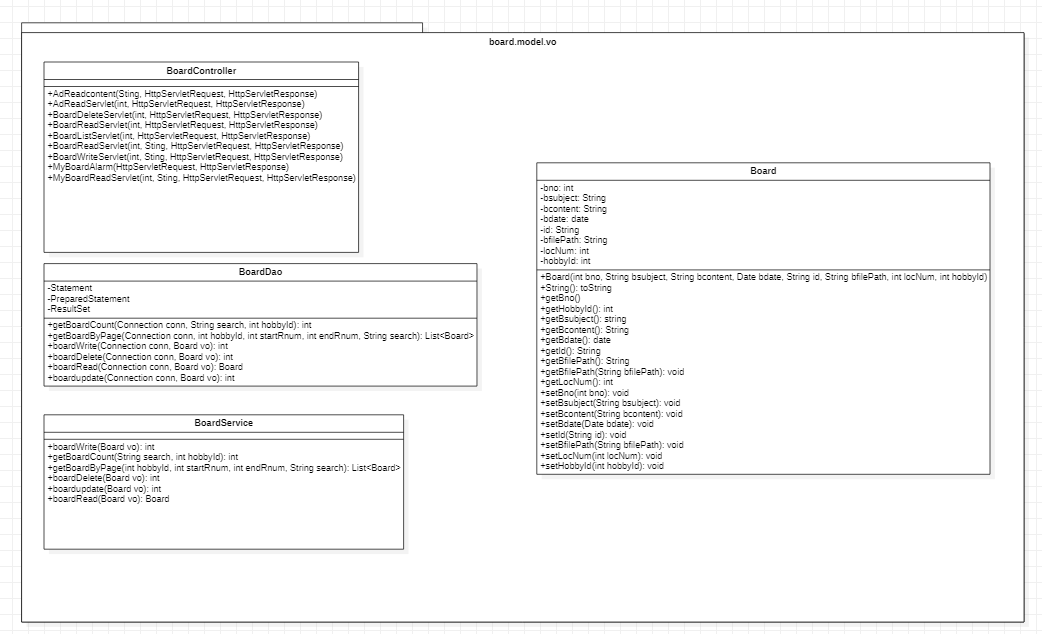 board.model.vo
BoardController
+AdReadcontent(Sting, HttpServletRequest, HttpServletResponse)
+AdReadServlet(int, HttpServletRequest, HttpServletResponse)
+BoardDeleteServlet(int, HttpServletRequest, HttpServletResponse)
+BoardReadServlet(int, HttpServletRequest, HttpServletResponse)
+BoardListServlet(int, HttpServletRequest, HttpServletResponse)
+BoardReadServlet(int, Sting, HttpServletRequest, HttpServletResponse)
+BoardWriteServlet(int, Sting, HttpServletRequest, HttpServletResponse)
+MyBoardAlarm(HttpServletRequest, HttpServletResponse)
+MyBoardReadServlet(int, Sting, HttpServletRequest, HttpServletResponse)
BoardDao
-Statement
-PreparedStatement
-ResultSet
+getBoardCount(Connection conn, String search, int hobbyId): int
+getBoardByPage(Connection conn, int hobbyId, int startRnum, int endRnum, String search): List<Board>
+boardWrite(Connection conn, Board vo): int
+boardDelete(Connection conn, Board vo): int
+boardRead(Connection conn, Board vo): Board
+boardupdate(Connection conn, Board vo): int
BoardService
+boardWrite(Board vo): int
+getBoardCount(String search, int hobbyId): int
+getBoardByPage(int hobbyId, int startRnum, int endRnum, String search): List<Board>
+boardDelete(Board vo): int
+boardupdate(Board vo): int
+boardRead(Board vo): Board
Board
-bno: int
-bsubject: String
-bcontent: String
-bdate: date
-id: String
-bfilePath: String
-locNum: int
-hobbyId: int
+Board(int bno, String bsubject, String bcontent, Date bdate, String id, String bfilePath, int locNum, int hobbyId)
+String(): toString
+getBno()
+getHobbyId(): int
+getBsubject(): string
+getBcontent(): String
+getBdate(): date
+getId(): String
+getBfilePath(): String
+getBfilePath(String bfilePath): void
+getLocNum(): int
+setBno(int bno): void
+setBsubject(String bsubject): void
+setBcontent(String bcontent): void
+setBdate(Date bdate): void
+setId(String id): void
+setBfilePath(String bfilePath): void
+setLocNum(int locNum): void
+setHobbyId(int hobbyId): void